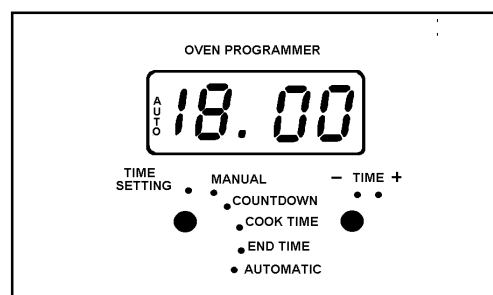 OVEN PROGRAMMER
AUTO
18.00
TIME
SETTING
MANUAL
COUNTDOWN
COOK TIME
END TIME
AUTOMATIC
− TIME +